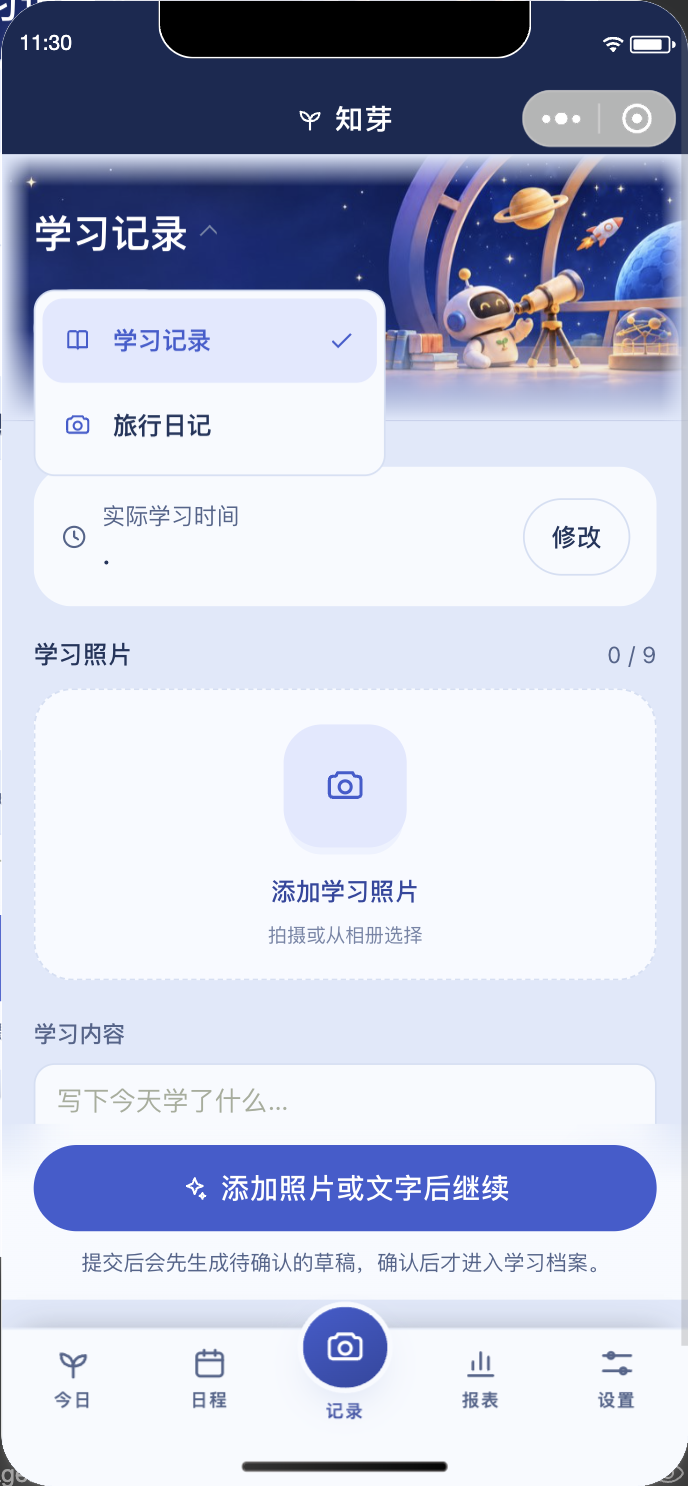 11:30
知芽
学习记录
学习记录
旅行日记
实际学习时间
·
修改
学习照片
0 / 9
添加学习照片
拍摄或从相册选择
学习内容
写下今天学了什么...
添加照片或文字后继续
提交后会先生成待确认的草稿，确认后才进入学习档案。
今日
日程
记录
报表
设置